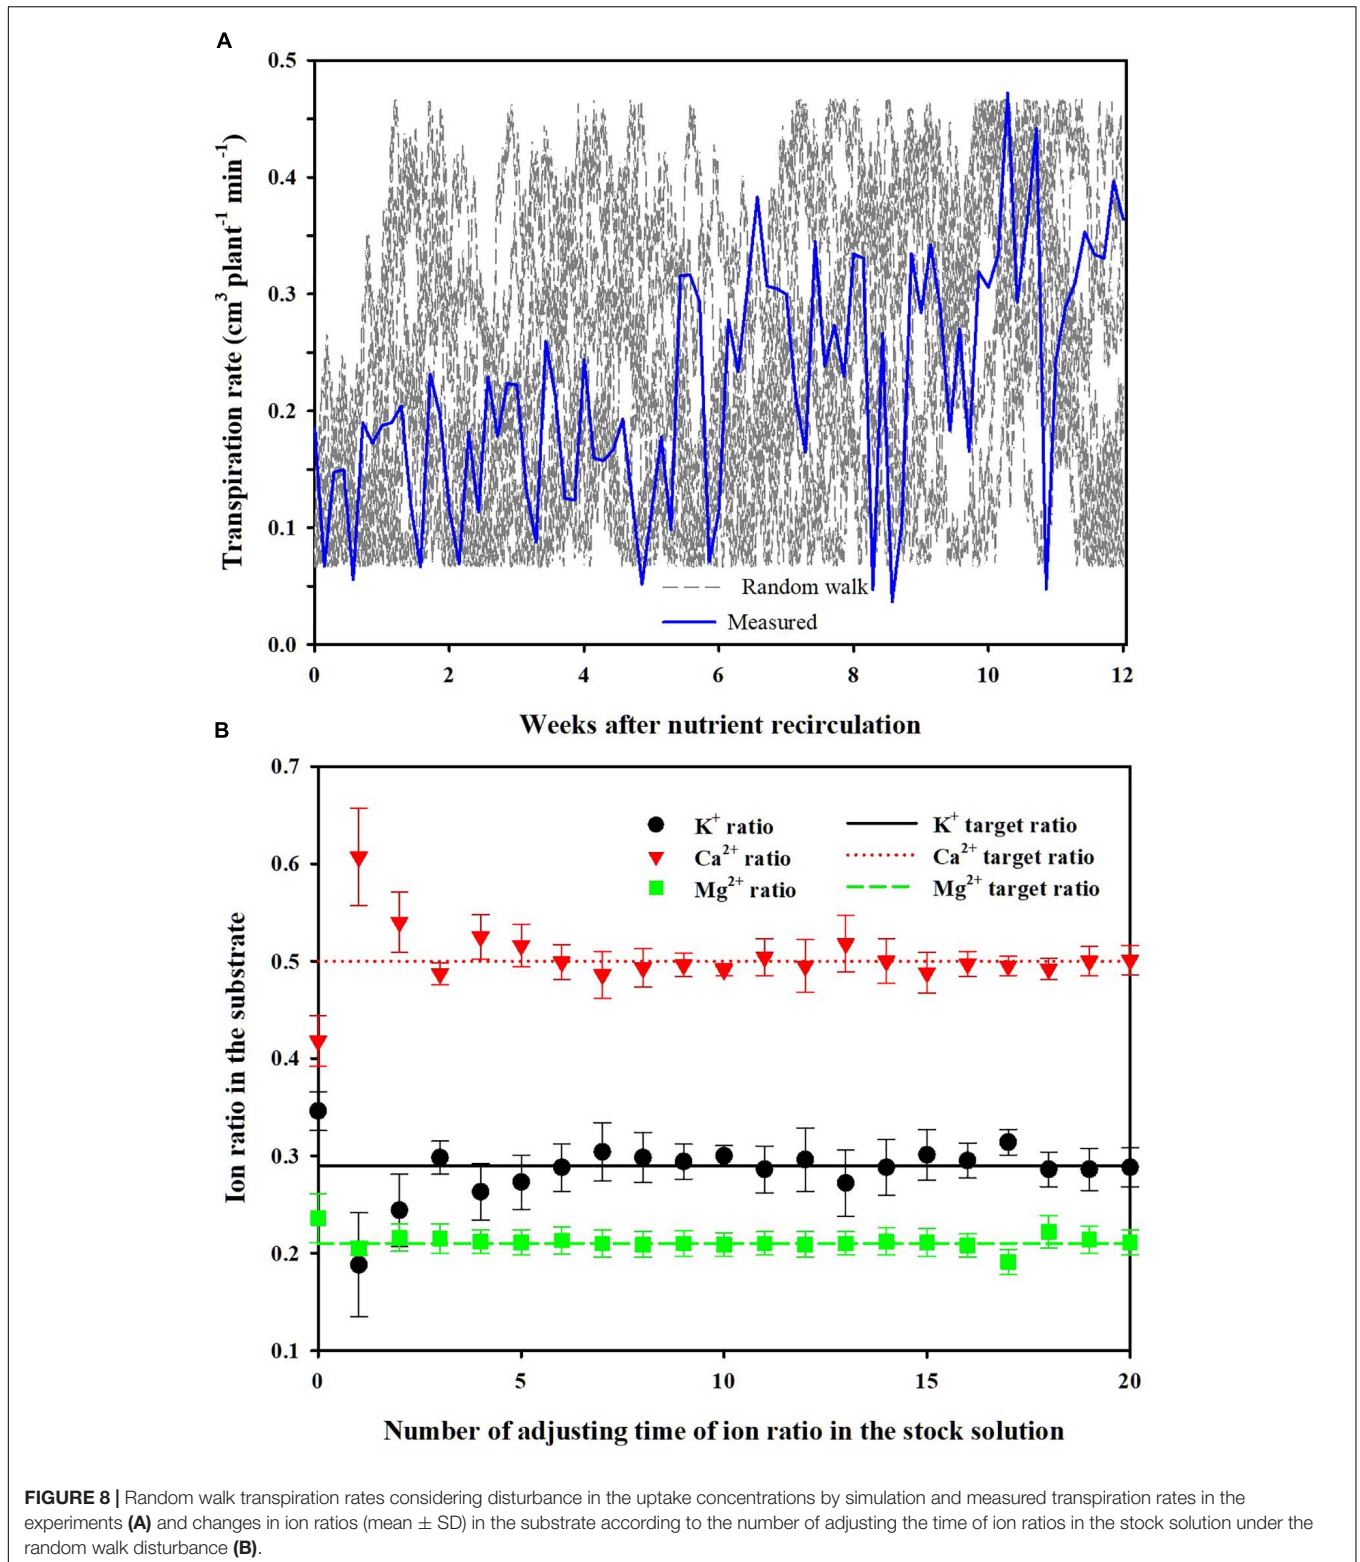 A
0.5
0.4
0.3
0.2
0.1
0.0
Transpiration rate (cm³ plant⁻¹ min⁻¹)
Random walk
Measured
0 2 4 6 8 10 12
Weeks after nutrient recirculation
B
0.7
0.6
0.5
0.4
0.3
0.2
0.1
Ion ratio in the substrate
K⁺ ratio K⁺ target ratio
Ca²⁺ ratio Ca²⁺ target ratio
Mg²⁺ ratio Mg²⁺ target ratio
0 5 10 15 20
Number of adjusting time of ion ratio in the stock solution
FIGURE 8 | Random walk transpiration rates considering disturbance in the uptake concentrations by simulation and measured transpiration rates in the
experiments (A) and changes in ion ratios (mean ± SD) in the substrate according to the number of adjusting the time of ion ratios in the stock solution under the
random walk disturbance (B).